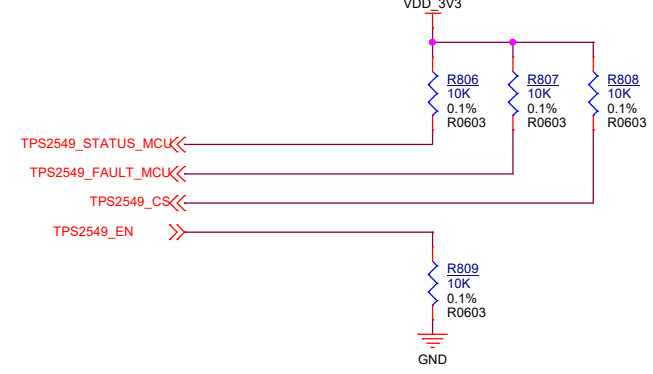 VDD_3V3
R806
10K
0.1%
R0603
R807
10K
0.1%
R0603
R808
10K
0.1%
R0603
TPS2549_STATUS_MCU
TPS2549_FAULT_MCU
TPS2549_CS
TPS2549_EN
R809
10K
0.1%
R0603
GND